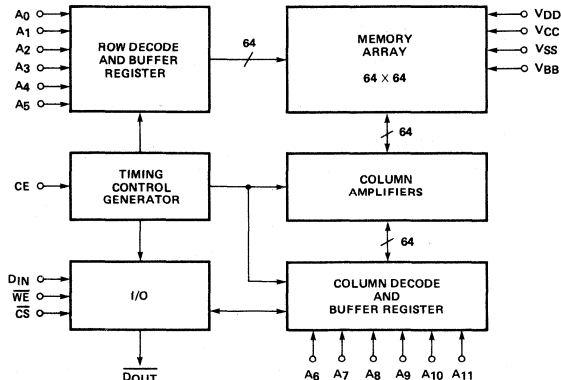 A0
A1
A2
A3
A4
A5
ROW DECODE
AND BUFFER
REGISTER
64
MEMORY
ARRAY
64 × 64
VDD
VCC
VSS
VBB
64
CE
TIMING
CONTROL
GENERATOR
COLUMN
AMPLIFIERS
64
DIN
WE
CS
I/O
COLUMN DECODE
AND
BUFFER REGISTER
DOUT
A6 A7 A8 A9 A10 A11